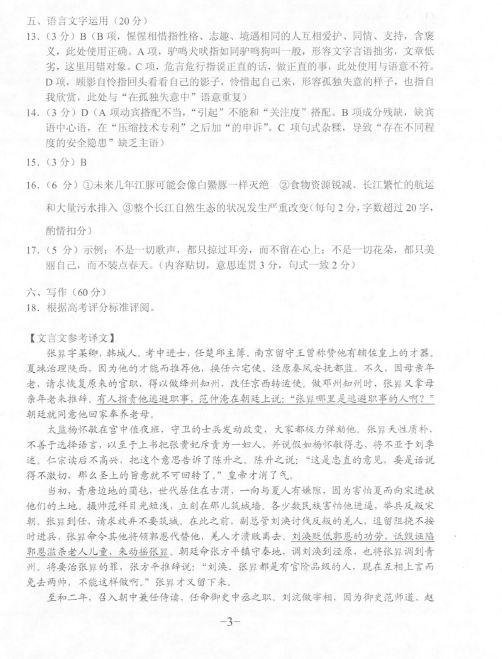 五、语言文字运用（20 分）
13.（3 分）B（B 项，惺惺相惜指性格、志趣、境遇相同的人互相爱护、同情、支持，含褒
义，此处使用正确。A 项，驴鸣犬吠指如同驴鸣狗叫一般，形容文字言语拙劣，文章低
劣，这里用错对象。C 项，危言危行指说正直的话，做正直的事，此处使用与语意不符。
D 项，顾影自怜指回头看看自己的影子，怜惜起自己来，形容孤独失意的样子，也指自
我欣赏，此处与“在孤独失意中”语意重复）
14.（3 分）D（A 项动宾搭配不当，“引起”不能和“关注度”搭配。B 项成分残缺，缺宾
语中心语，在“压缩技术专利”之后加“的申诉”。C 项句式杂糅，导致“存在不同程
度的安全隐患”缺乏主语）
15.（3 分）B
16.（6 分）①未来几年江豚可能会像白鱀豚一样灭绝 ②食物资源锐减、长江繁忙的航运
和大量污水排入 ③整个长江自然生态的状况发生严重改变（每句 2 分，字数超过 20 字，
酌情扣分）
17.（5 分）示例：不是一切歌声，都只掠过耳旁，而不留在心上；不是一切花朵，都只美
丽自己，而不装点春天。（内容贴切，意思连贯 3 分，句式一致 2 分）
六、写作（60 分）
18. 根据高考评分标准评阅。
【文言文参考译文】
张昪字某卿，韩城人。考中进士，任楚邱主簿。南京留守王曾称赞他有辅佐皇上的才器。
夏竦治理陕西，因为他的才能而推荐他，换任六宅使、泾原秦凤安抚都监。不久，因母亲年
老，请求恢复原来的官职，得以做绛州知州，改任京西转运使。做邓州知州时，张昪又拿母
亲年老来推辞。有人指责他逃避职事，范仲淹在朝廷上说：“张昪哪里是逃避职事的人啊？”
朝廷就同意他回家奉养老母。
大监杨怀敏在宫中值夜班，守卫的士兵发动政变，大家都极力弹劾他。张昪天性质朴，
不善于选择语言，以至于上书把张贵妃斥责为一妇人，并说假如杨怀敏得志，将不亚于刘季
述。仁宗读后不高兴，把这个意思告诉了陈升之。陈升之说：“这是忠直的意见，要是话说
得不激切，那么圣上的旨意就不可回转了。”皇帝才消了气。
当初，青唐边地的蔺毡，世代居住在古渭，一向与夏人有嫌隙，因为害怕夏而向宋进献
他们的土地。摄帅范祥目光短浅，立刻在那儿筑城墙。各少数民族害怕他进逼，举兵反叛宋
朝。张昪到任，请求放弃不要筑城。在此之前，副总管刘涣讨伐反叛的羌人，逗留阻挠不按
时进兵，张昪命令其他将领郭恩代替他，羌人才溃败离去。刘涣贬低郭恩的功劳，诋毁诬陷
郭恩滥杀老人儿童，来动摇张昪。朝廷命张方平镇守秦地，调刘涣到泾原，也将张昪调到青
州。将要治张昪的罪，张方平推辞说：“刘涣、张昪都是有官阶品级的人，现在互相上言而
免去两帅，不能这样做啊。”张昪才又留下来。
至和二年，召入朝中兼任侍读，任命御史中丞之职。刘沆做宰相，因为御史范师道、赵
-3-